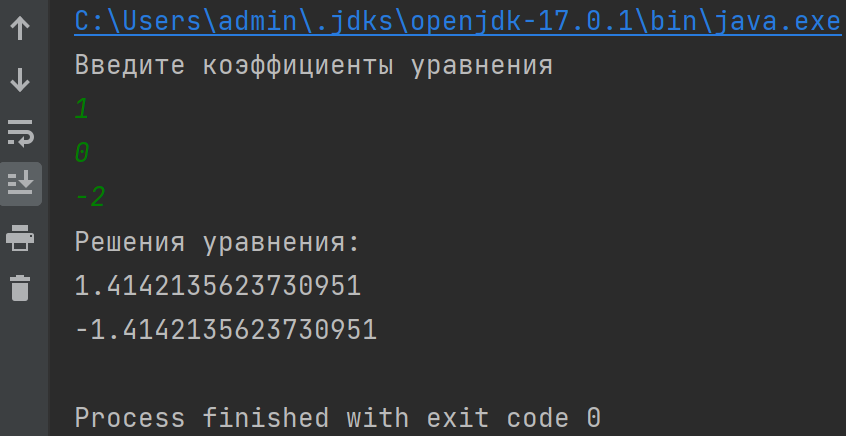 C:\Users\admin\.jdks\openjdk-17.0.1\bin\java.exe
Введите коэффициенты уравнения
1
0
-2
Решения уравнения:
1.4142135623730951
-1.4142135623730951
Process finished with exit code 0